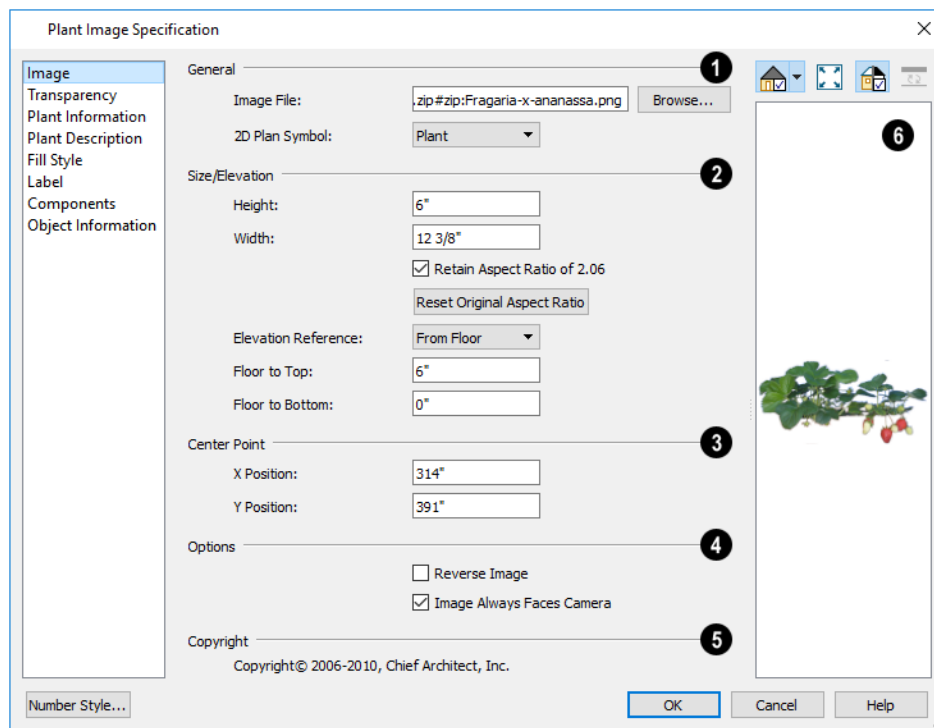 Plant Image Specification
Image
Transparency
Plant Information
Plant Description
Fill Style
Label
Components
Object Information
General
1
Image File:
.zip#zip:Fragaria-x-ananassa.png
Browse...
2D Plan Symbol:
Plant
Size/Elevation
2
Height:
6"
Width:
12 3/8"
Retain Aspect Ratio of 2.06
Reset Original Aspect Ratio
Elevation Reference:
From Floor
Floor to Top:
6"
Floor to Bottom:
0"
Center Point
3
X Position:
314"
Y Position:
391"
Options
4
Reverse Image
Image Always Faces Camera
Copyright
5
Copyright© 2006-2010, Chief Architect, Inc.
6
Number Style...
OK
Cancel
Help